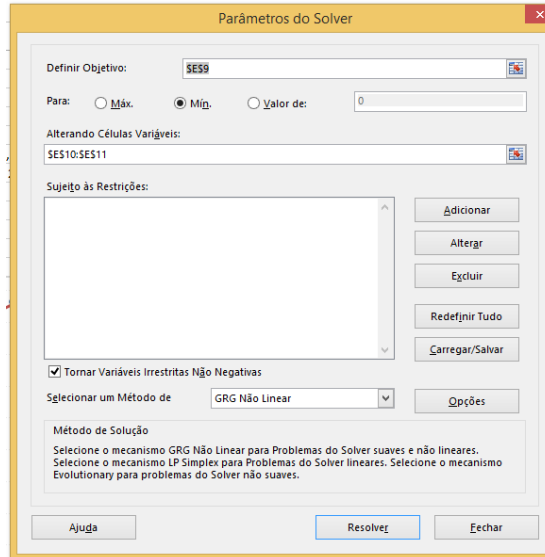 Parâmetros do Solver
Definir Objetivo:
$E$9
Para:
Máx.
Mín.
Valor de:
0
Alterando Células Variáveis:
$E$10:$E$11
Sujeito às Restrições:
Adicionar
Alterar
Excluir
Redefinir Tudo
Carregar/Salvar
Tornar Variáveis Irrestritas Não Negativas
Selecionar um Método de
GRG Não Linear
Opções
Método de Solução
Selecione o mecanismo GRG Não Linear para Problemas do Solver suaves e não lineares.
Selecione o mecanismo LP Simplex para Problemas do Solver lineares. Selecione o mecanismo
Evolutionary para problemas do Solver não suaves.
Ajuda
Resolver
Fechar